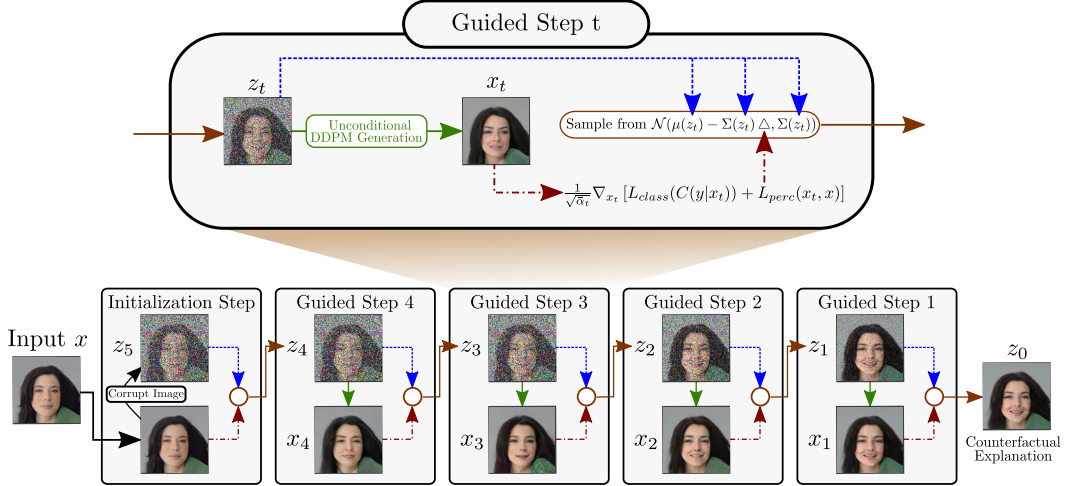 Guided Step t
z_t
x_t
Unconditional
DDPM Generation
Sample from 𝒩(μ(z_t) − Σ(z_t) △, Σ(z_t))
1/√ᾱ_t ∇_{x_t} [L_{class}(C(y|x_t)) + L_{perc}(x_t, x)]
Initialization Step
Guided Step 4
Guided Step 3
Guided Step 2
Guided Step 1
Input x
z_5
z_4
z_3
z_2
z_1
z_0
Corrupt Image
x_4
x_3
x_2
x_1
Counterfactual
Explanation